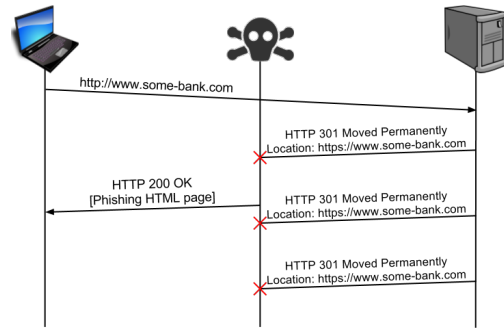 http://www.some-bank.com
HTTP 301 Moved Permanently
Location: https://www.some-bank.com
HTTP 200 OK
[Phishing HTML page]
HTTP 301 Moved Permanently
Location: https://www.some-bank.com
HTTP 301 Moved Permanently
Location: https://www.some-bank.com